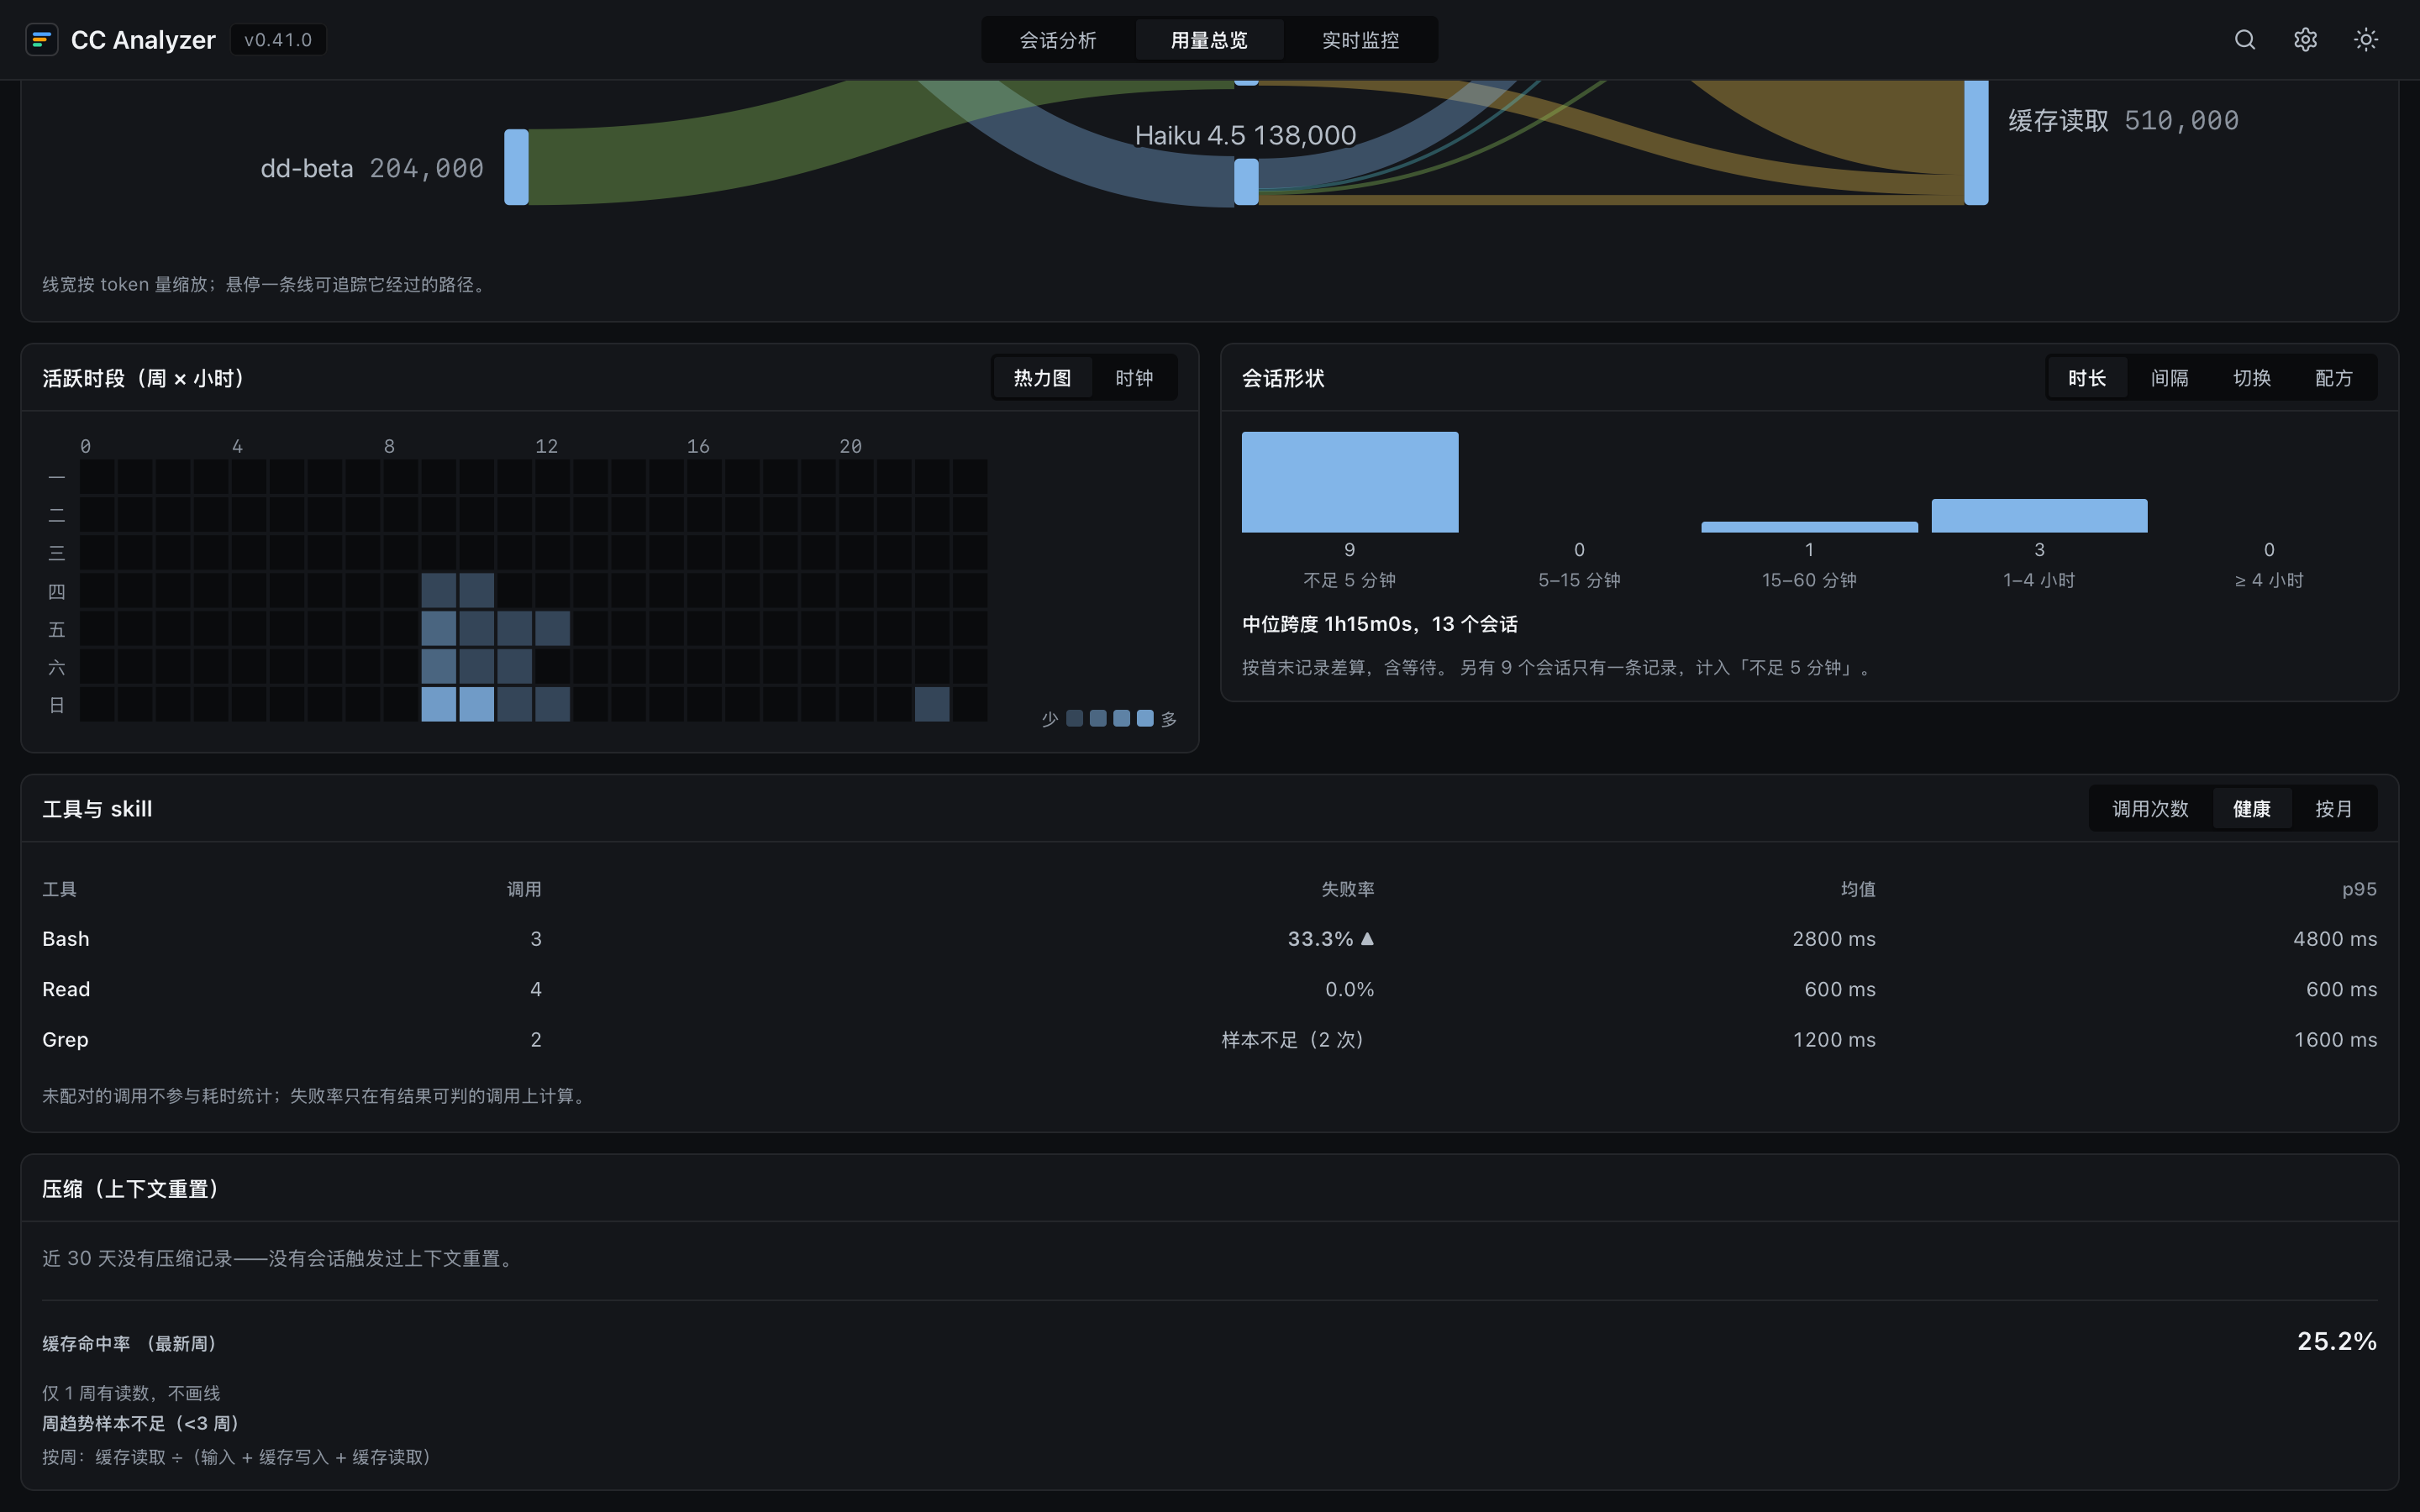 CC Analyzer v0.41.0 会话分析 用量总览 实时监控
缓存读取 510,000
Haiku 4.5 138,000
dd-beta 204,000
线宽按 token 量缩放；悬停一条线可追踪它经过的路径。
活跃时段（周 × 小时） 热力图 时钟
0 4 8 12 16 20
一
二
三
四
五
六
日
少 多
会话形状 时长 间隔 切换 配方
9 0 1 3 0
不足 5 分钟 5–15 分钟 15–60 分钟 1–4 小时 ≥ 4 小时
中位跨度 1h15m0s，13 个会话
按首末记录差算，含等待。 另有 9 个会话只有一条记录，计入「不足 5 分钟」。
工具与 skill 调用次数 健康 按月
工具 调用 失败率 均值 p95
Bash 3 33.3% ▲ 2800 ms 4800 ms
Read 4 0.0% 600 ms 600 ms
Grep 2 样本不足（2 次） 1200 ms 1600 ms
未配对的调用不参与耗时统计；失败率只在有结果可判的调用上计算。
压缩（上下文重置）
近 30 天没有压缩记录——没有会话触发过上下文重置。
缓存命中率 （最新周） 25.2%
仅 1 周有读数，不画线
周趋势样本不足（<3 周）
按周：缓存读取 ÷（输入 + 缓存写入 + 缓存读取）